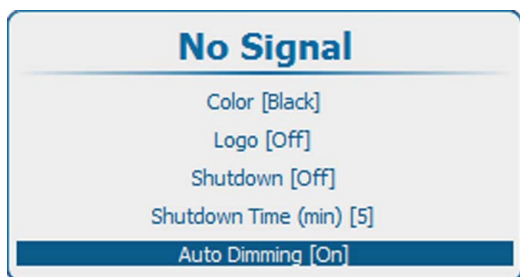 No Signal
Color [Black]
Logo [Off]
Shutdown [Off]
Shutdown Time (min) [5]
Auto Dimming [On]